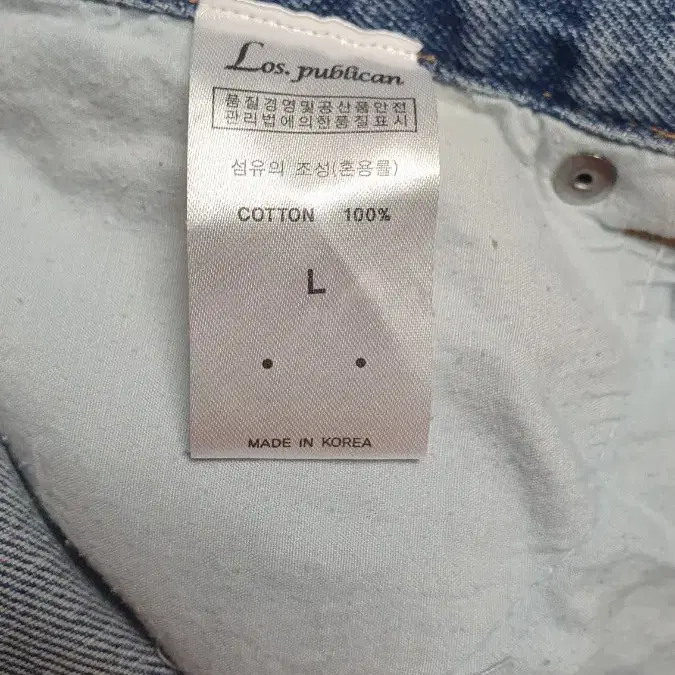 Los. publican
품질경영및공산품안전
관리법에의한품질표시
섬유의 조성(혼용률)
COTTON 100%
L
MADE IN KOREA